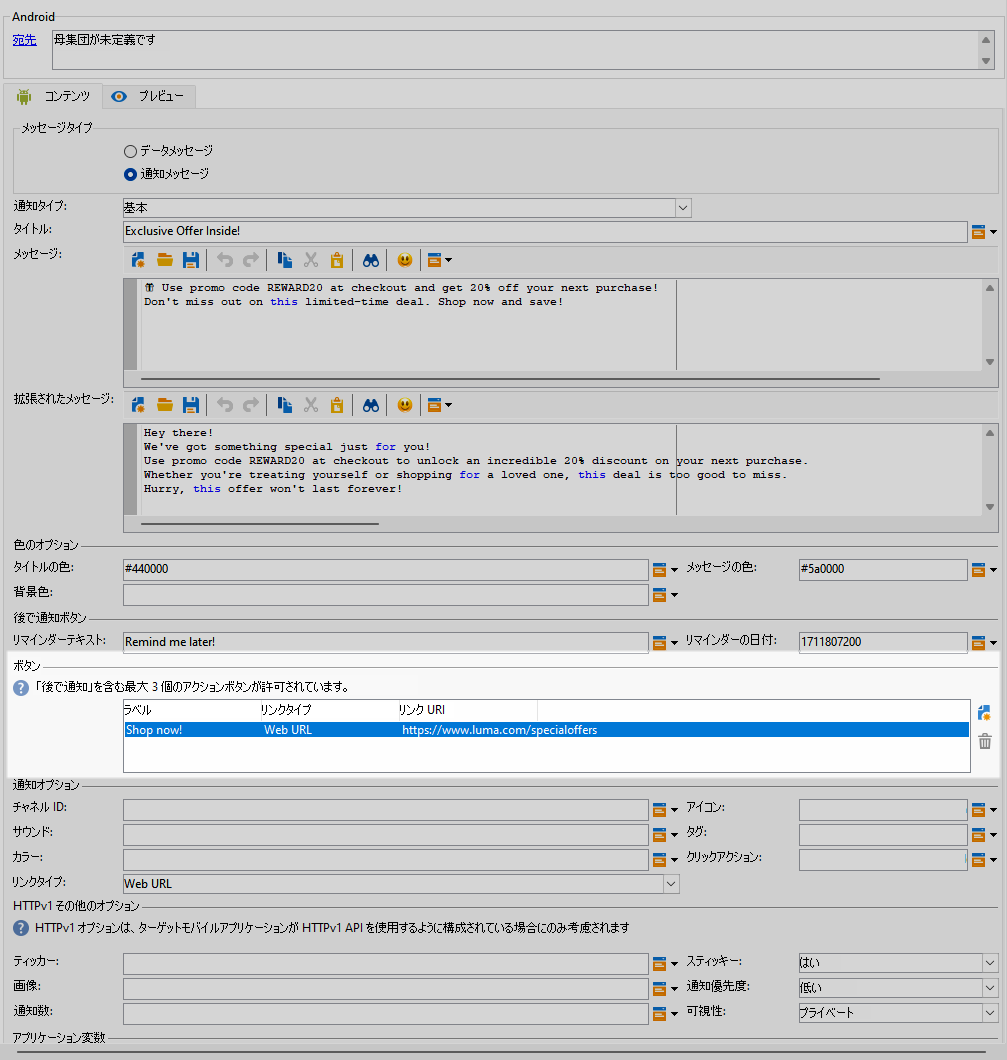 Android
宛先
母集団が未定義です
コンテンツ
プレビュー
メッセージタイプ
データメッセージ
通知メッセージ
通知タイプ:
基本
タイトル:
Exclusive Offer Inside!
メッセージ:
Use promo code REWARD20 at checkout and get 20% off your next purchase!
Don't miss out on this limited-time deal. Shop now and save!
拡張されたメッセージ:
Hey there!
We've got something special just for you!
Use promo code REWARD20 at checkout to unlock an incredible 20% discount on your next purchase.
Whether you're treating yourself or shopping for a loved one, this deal is too good to miss.
Hurry, this offer won't last forever!
色のオプション
タイトルの色: #440000 メッセージの色: #5a0000
背景色:
後で通知ボタン
リマインダーテキスト: Remind me later! リマインダーの日付: 1711807200
ボタン
「後で通知」を含む最大 3 個のアクションボタンが許可されています。
ラベル リンクタイプ リンク URI
Shop now! Web URL https://www.luma.com/specialoffers
通知オプション
チャネル ID: アイコン:
サウンド: タグ:
カラー: クリックアクション:
リンクタイプ: Web URL
HTTPv1 その他のオプション
HTTPv1 オプションは、ターゲットモバイルアプリケーションが HTTPv1 API を使用するように構成されている場合にのみ考慮されます
ティッカー: スティッキー: はい
画像: 通知優先度: 低い
通知数: 可視性: プライベート
アプリケーション変数